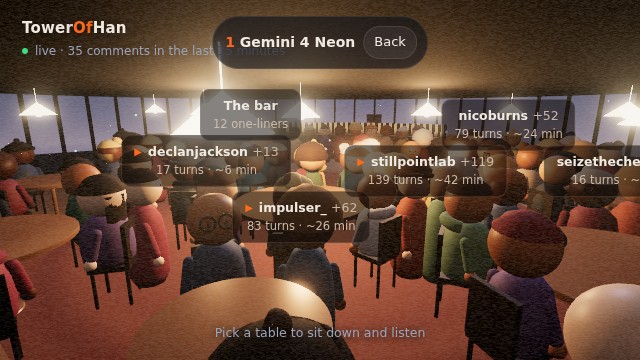 TowerOfHan
live · 35 comments in the last 5 minutes
1 Gemini 4 Neon Back
The bar
12 one-liners
nicoburns +52
79 turns · ~24 min
declanjackson +13
17 turns · ~6 min
stillpointlab +119
139 turns · ~42 min
seizetheche
16 turns · ~
impulser_ +62
83 turns · ~26 min
Pick a table to sit down and listen